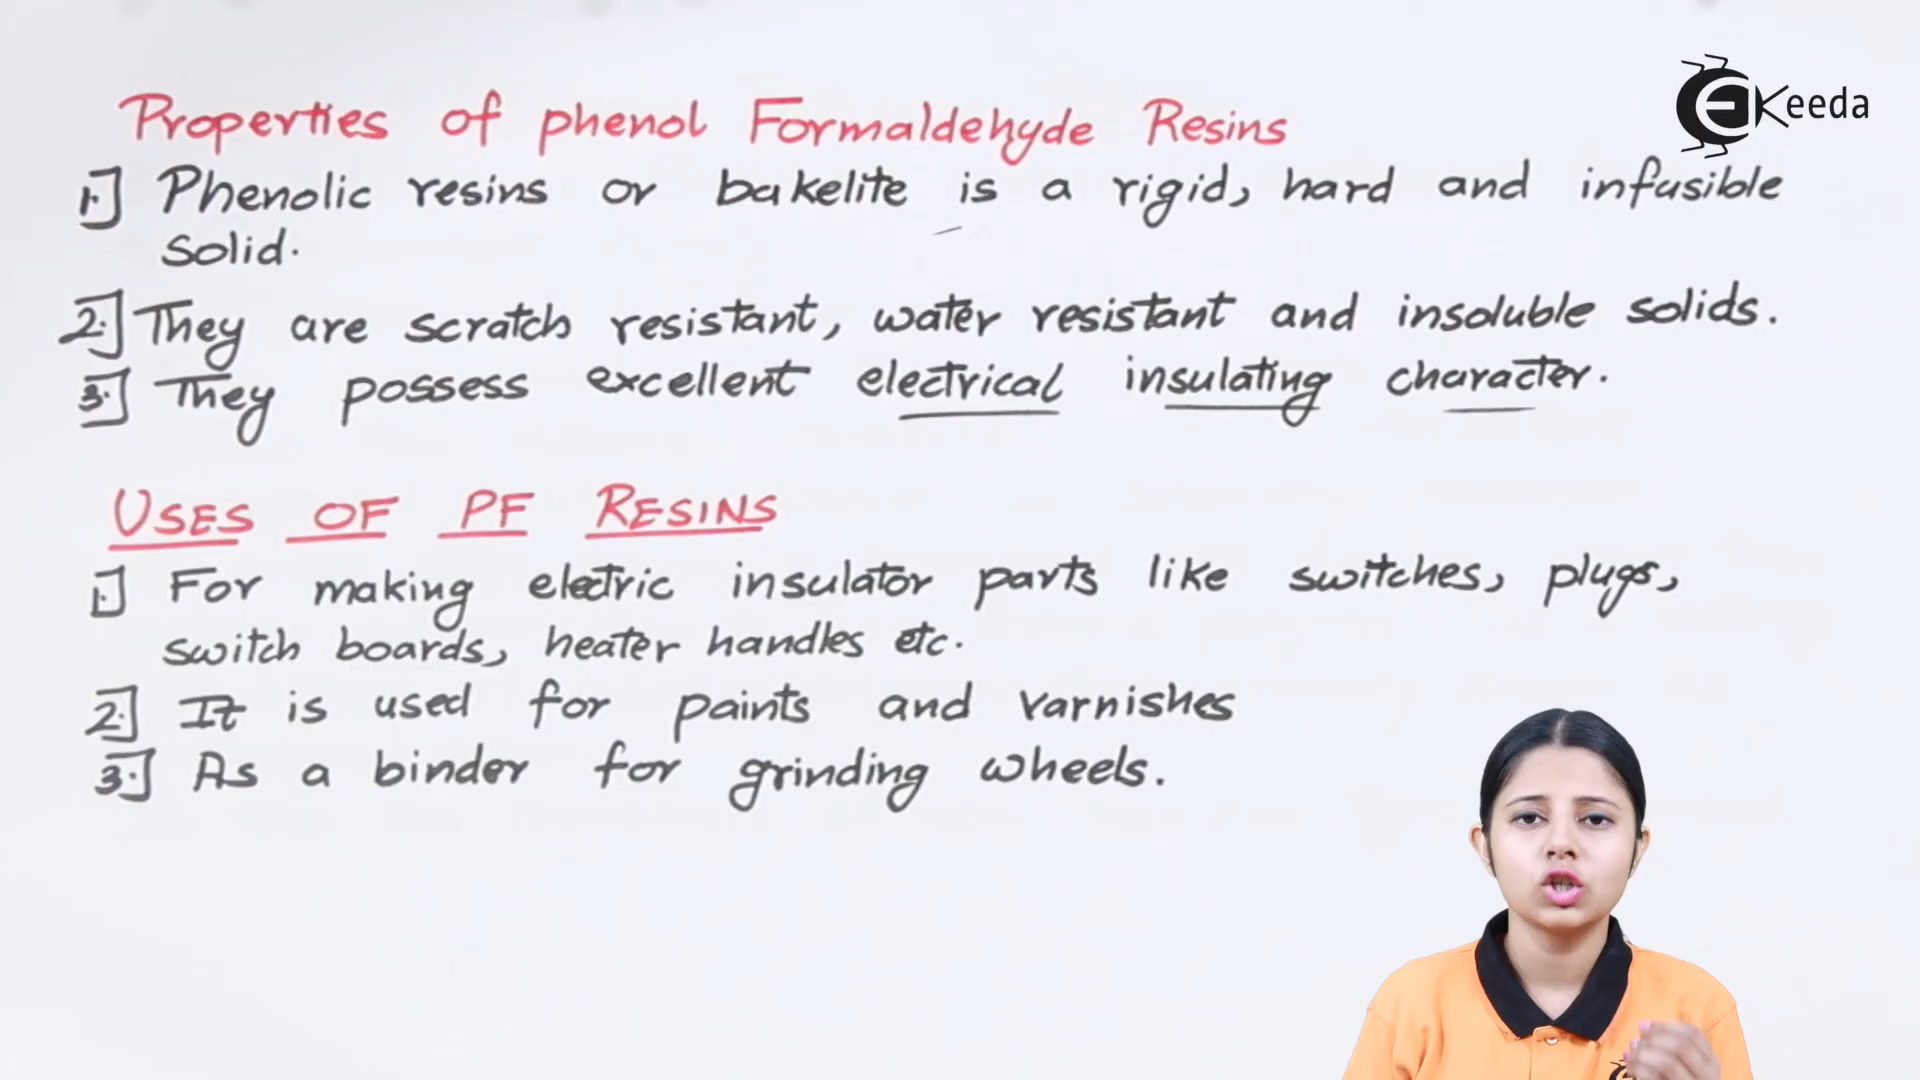 EKeeda
Properties of phenol Formaldehyde Resins
1.] Phenolic resins or bakelite is a rigid, hard and infusible
solid.
2.] They are scratch resistant, water resistant and insoluble solids.
3.] They possess excellent electrical insulating character.
USES OF PF RESINS
1.] For making electric insulator parts like switches, plugs,
switch boards, heater handles etc.
2.] It is used for paints and varnishes
3.] As a binder for grinding wheels.